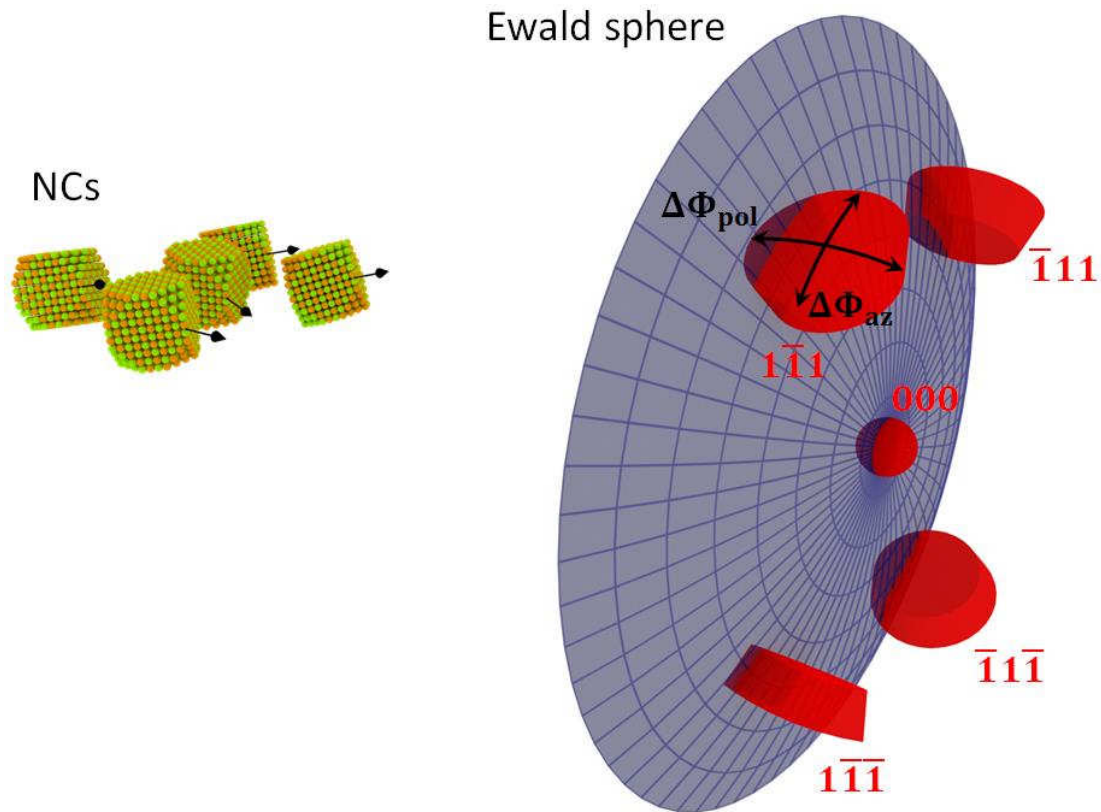 Ewald sphere
NCs
ΔΦpol
ΔΦaz
1̅11
11̅1
000
1̅11̅
11̅1̅